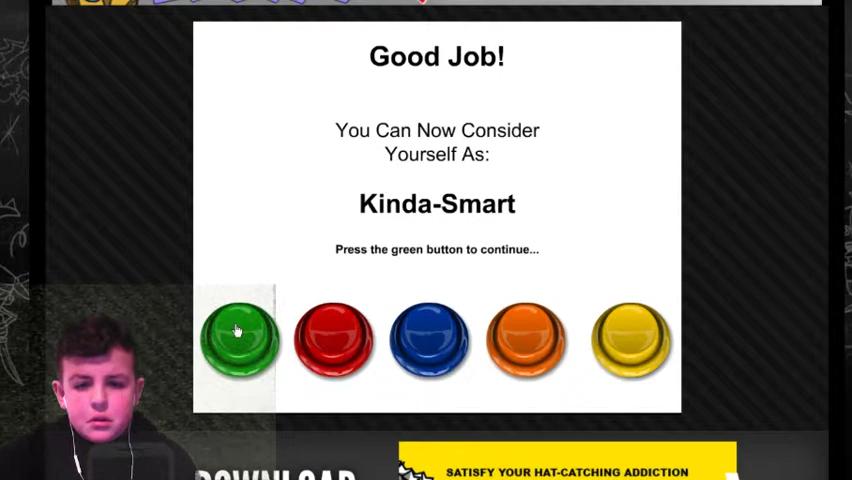 Good Job!
You Can Now Consider
Yourself As:
Kinda-Smart
Press the green button to continue...
SATISFY YOUR HAT-CATCHING ADDICTION